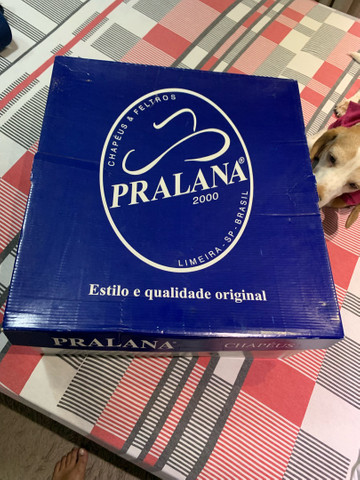 CHAPÉUS & FELTROS
PRALANA®
2000
LIMEIRA - SP - BRASIL
Estilo e qualidade original
PRALANA® CHAPÉUS